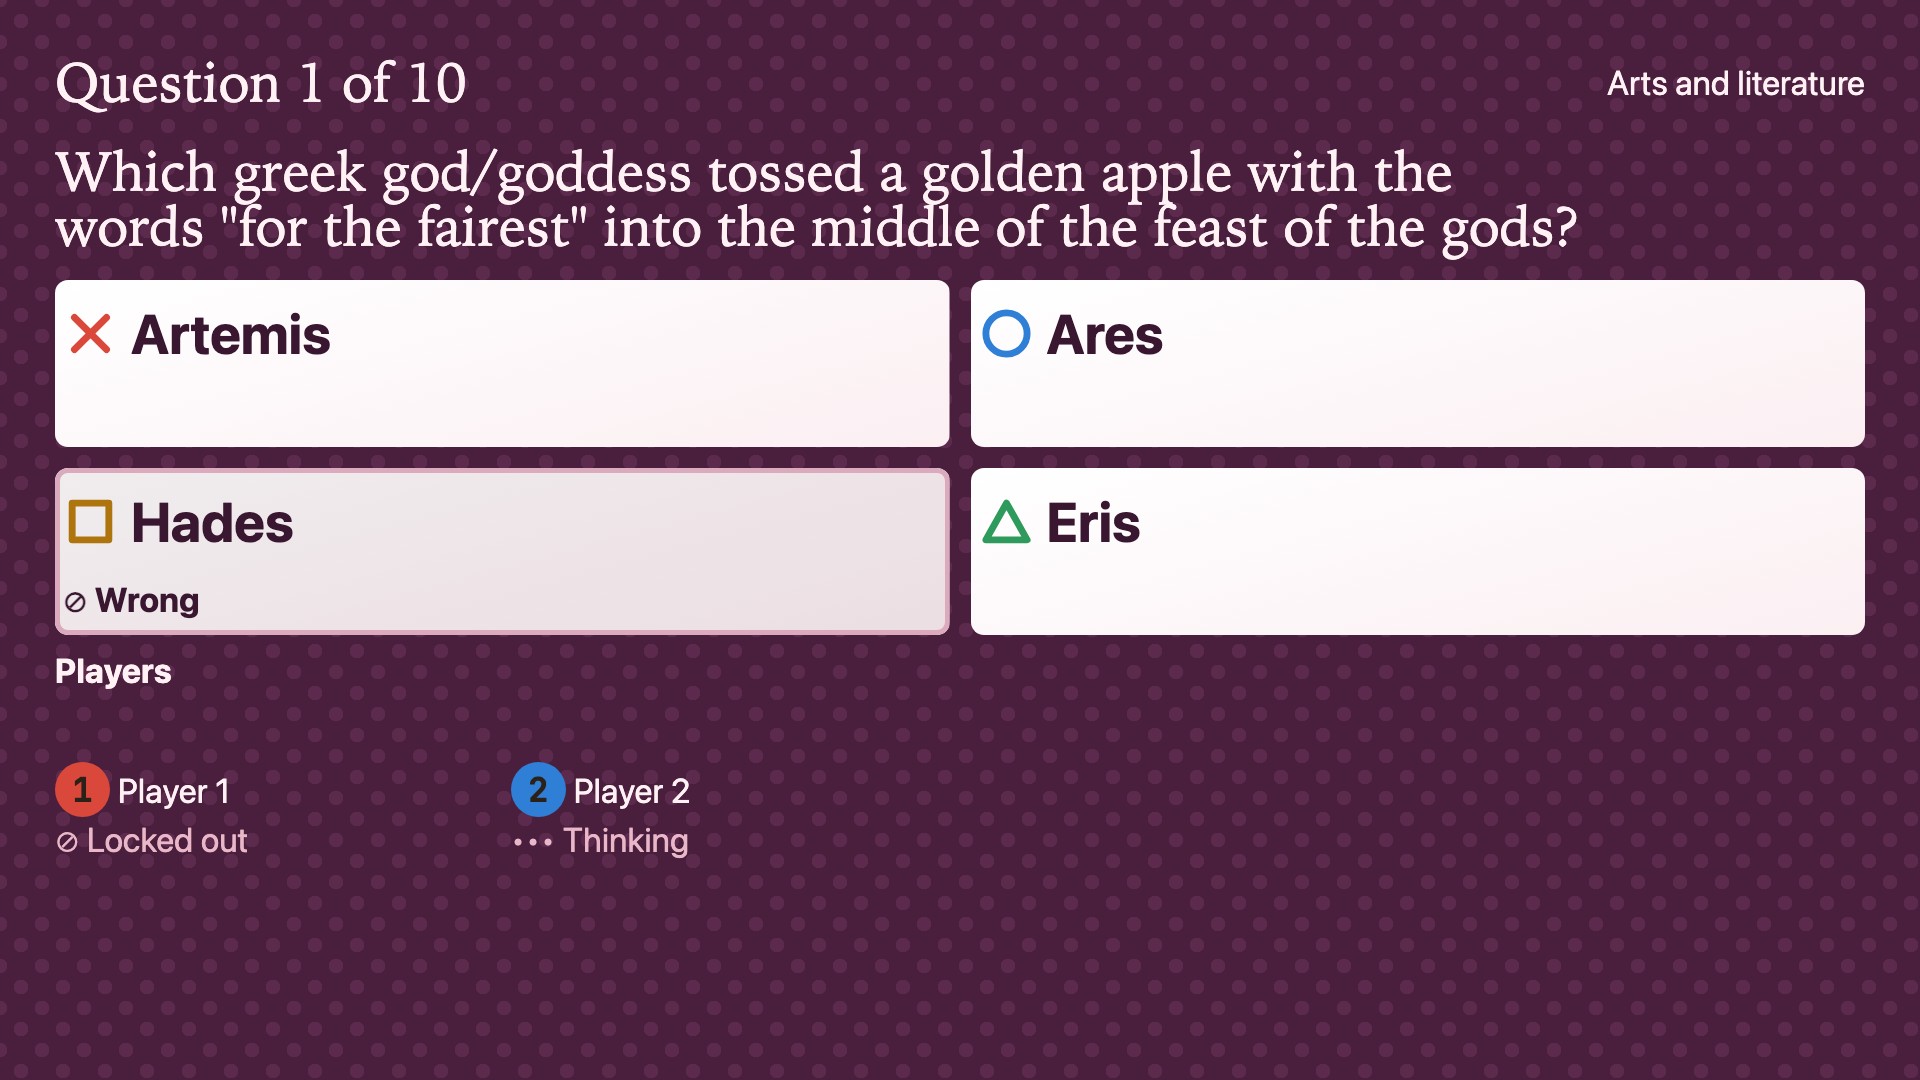 Question 1 of 10
Arts and literature
Which greek god/goddess tossed a golden apple with the
words "for the fairest" into the middle of the feast of the gods?
Artemis
Ares
Hades
Wrong
Eris
Players
1 Player 1
Locked out
2 Player 2
Thinking